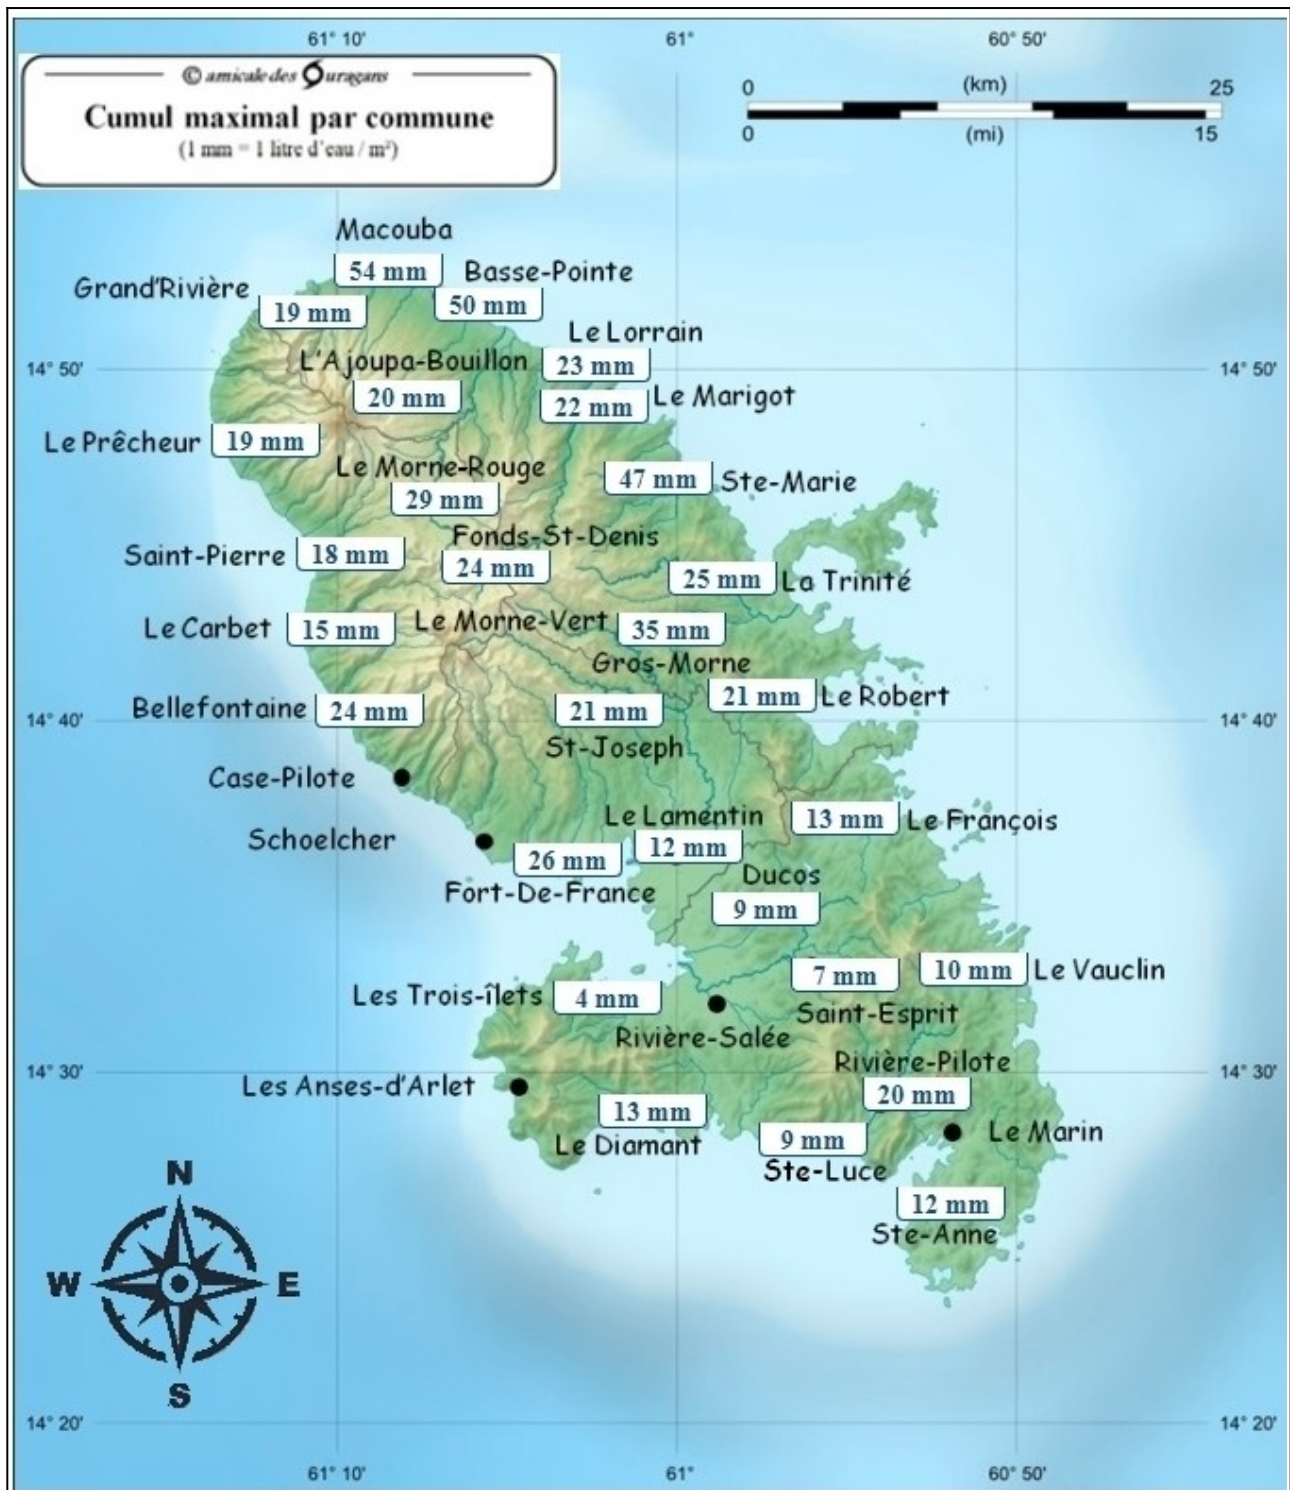 61° 10'
61°
60° 50'
© amicale des Ouragans
Cumul maximal par commune
(1 mm = 1 litre d'eau / m²)
0
(km)
25
0
(mi)
15
Macouba
54 mm
Basse-Pointe
50 mm
Grand'Rivière
19 mm
Le Lorrain
23 mm
L'Ajoupa-Bouillon
20 mm
14° 50'
14° 50'
Le Marigot
22 mm
Le Prêcheur
19 mm
Le Morne-Rouge
29 mm
47 mm
Ste-Marie
Fonds-St-Denis
24 mm
Saint-Pierre
18 mm
25 mm
La Trinité
Le Carbet
15 mm
Le Morne-Vert
35 mm
Gros-Morne
21 mm
Le Robert
Bellefontaine
24 mm
21 mm
St-Joseph
14° 40'
14° 40'
Case-Pilote
Schoelcher
Le Lamentin
12 mm
13 mm
Le François
26 mm
Fort-De-France
Ducos
9 mm
Les Trois-îlets
4 mm
7 mm
Saint-Esprit
10 mm
Le Vauclin
Rivière-Salée
Rivière-Pilote
20 mm
14° 30'
14° 30'
Les Anses-d'Arlet
13 mm
Le Diamant
9 mm
Ste-Luce
Le Marin
12 mm
Ste-Anne
N
W
E
S
14° 20'
14° 20'
61° 10'
61°
60° 50'